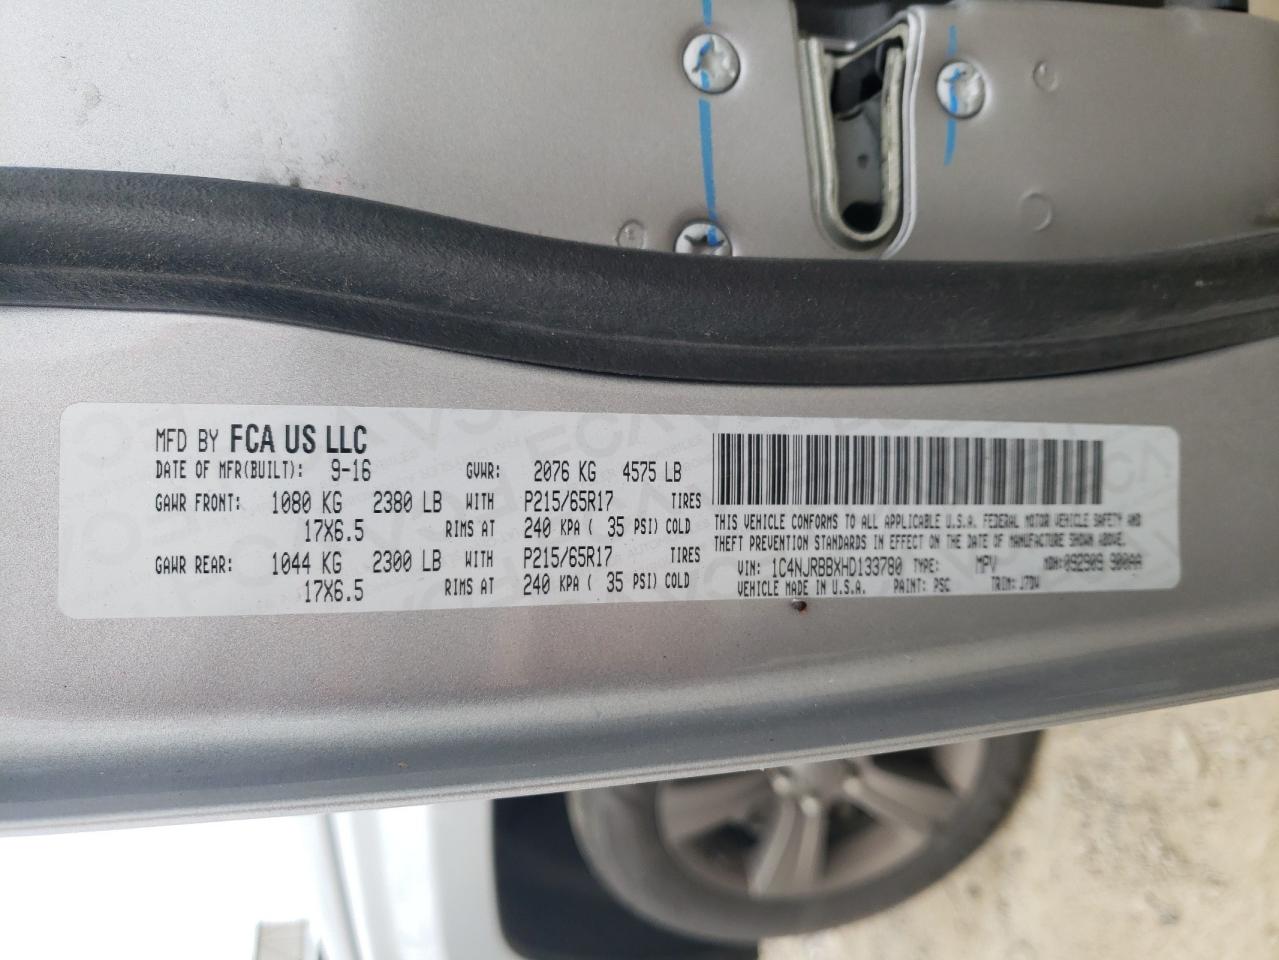 MFD BY FCA US LLC
DATE OF MFR(BUILT): 9-16 GVWR: 2076 KG 4575 LB
GAWR FRONT: 1080 KG 2380 LB WITH P215/65R17 TIRES
17X6.5 RIMS AT 240 KPA ( 35 PSI) COLD
GAWR REAR: 1044 KG 2300 LB WITH P215/65R17 TIRES
17X6.5 RIMS AT 240 KPA ( 35 PSI) COLD
THIS VEHICLE CONFORMS TO ALL APPLICABLE U.S.A. FEDERAL MOTOR VEHICLE SAFETY AND
THEFT PREVENTION STANDARDS IN EFFECT ON THE DATE OF MANUFACTURE SHOWN ABOVE.
VIN: 1C4NJRBBXHD133780 TYPE: MPV MDH: 092909 900AA
VEHICLE MADE IN U.S.A. PAINT: PSC TRIM: